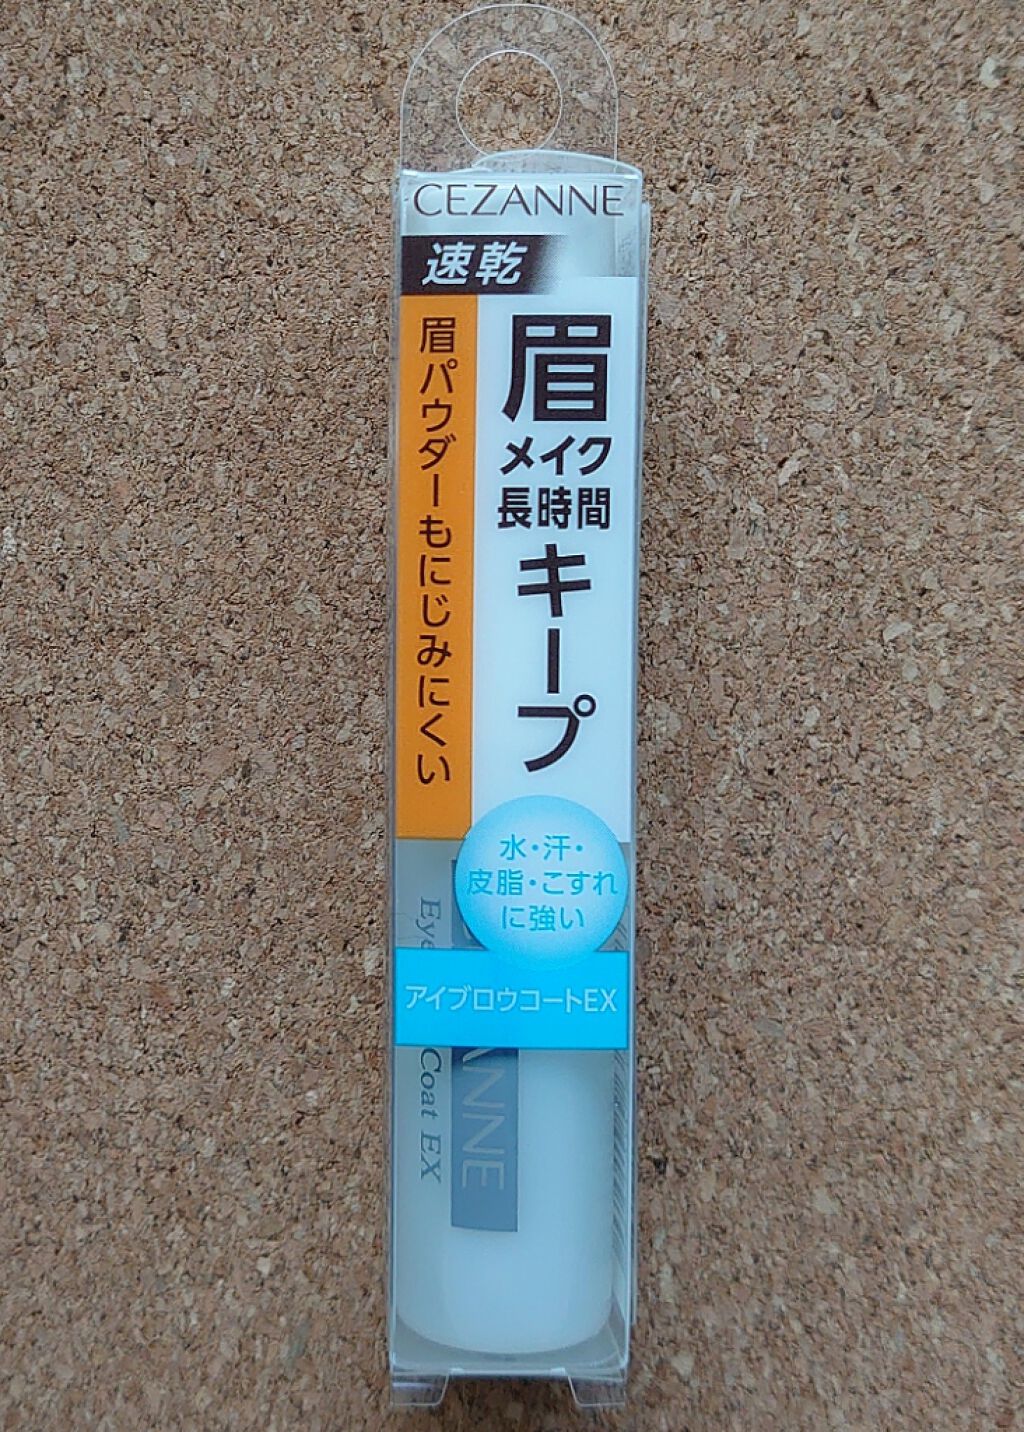 CEZANNE
速乾
眉
メイク
長時間
キープ
眉パウダーもにじみにくい
水・汗・
皮脂・こすれ
に強い
アイブロウコートEX
Eye
Coat EX
ANNE